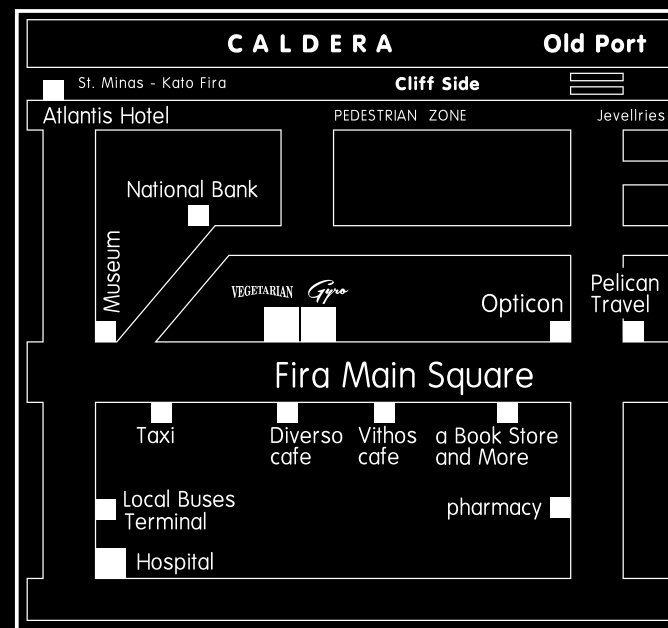 CALDERA
Old Port
St. Minas - Kato Fira
Cliff Side
Atlantis Hotel
PEDESTRIAN ZONE
Jevellries
National Bank
Museum
VEGETARIAN
Gyro
Opticon
Pelican
Travel
Fira Main Square
Taxi
Diverso
cafe
Vithos
cafe
a Book Store
and More
Local Buses
Terminal
pharmacy
Hospital